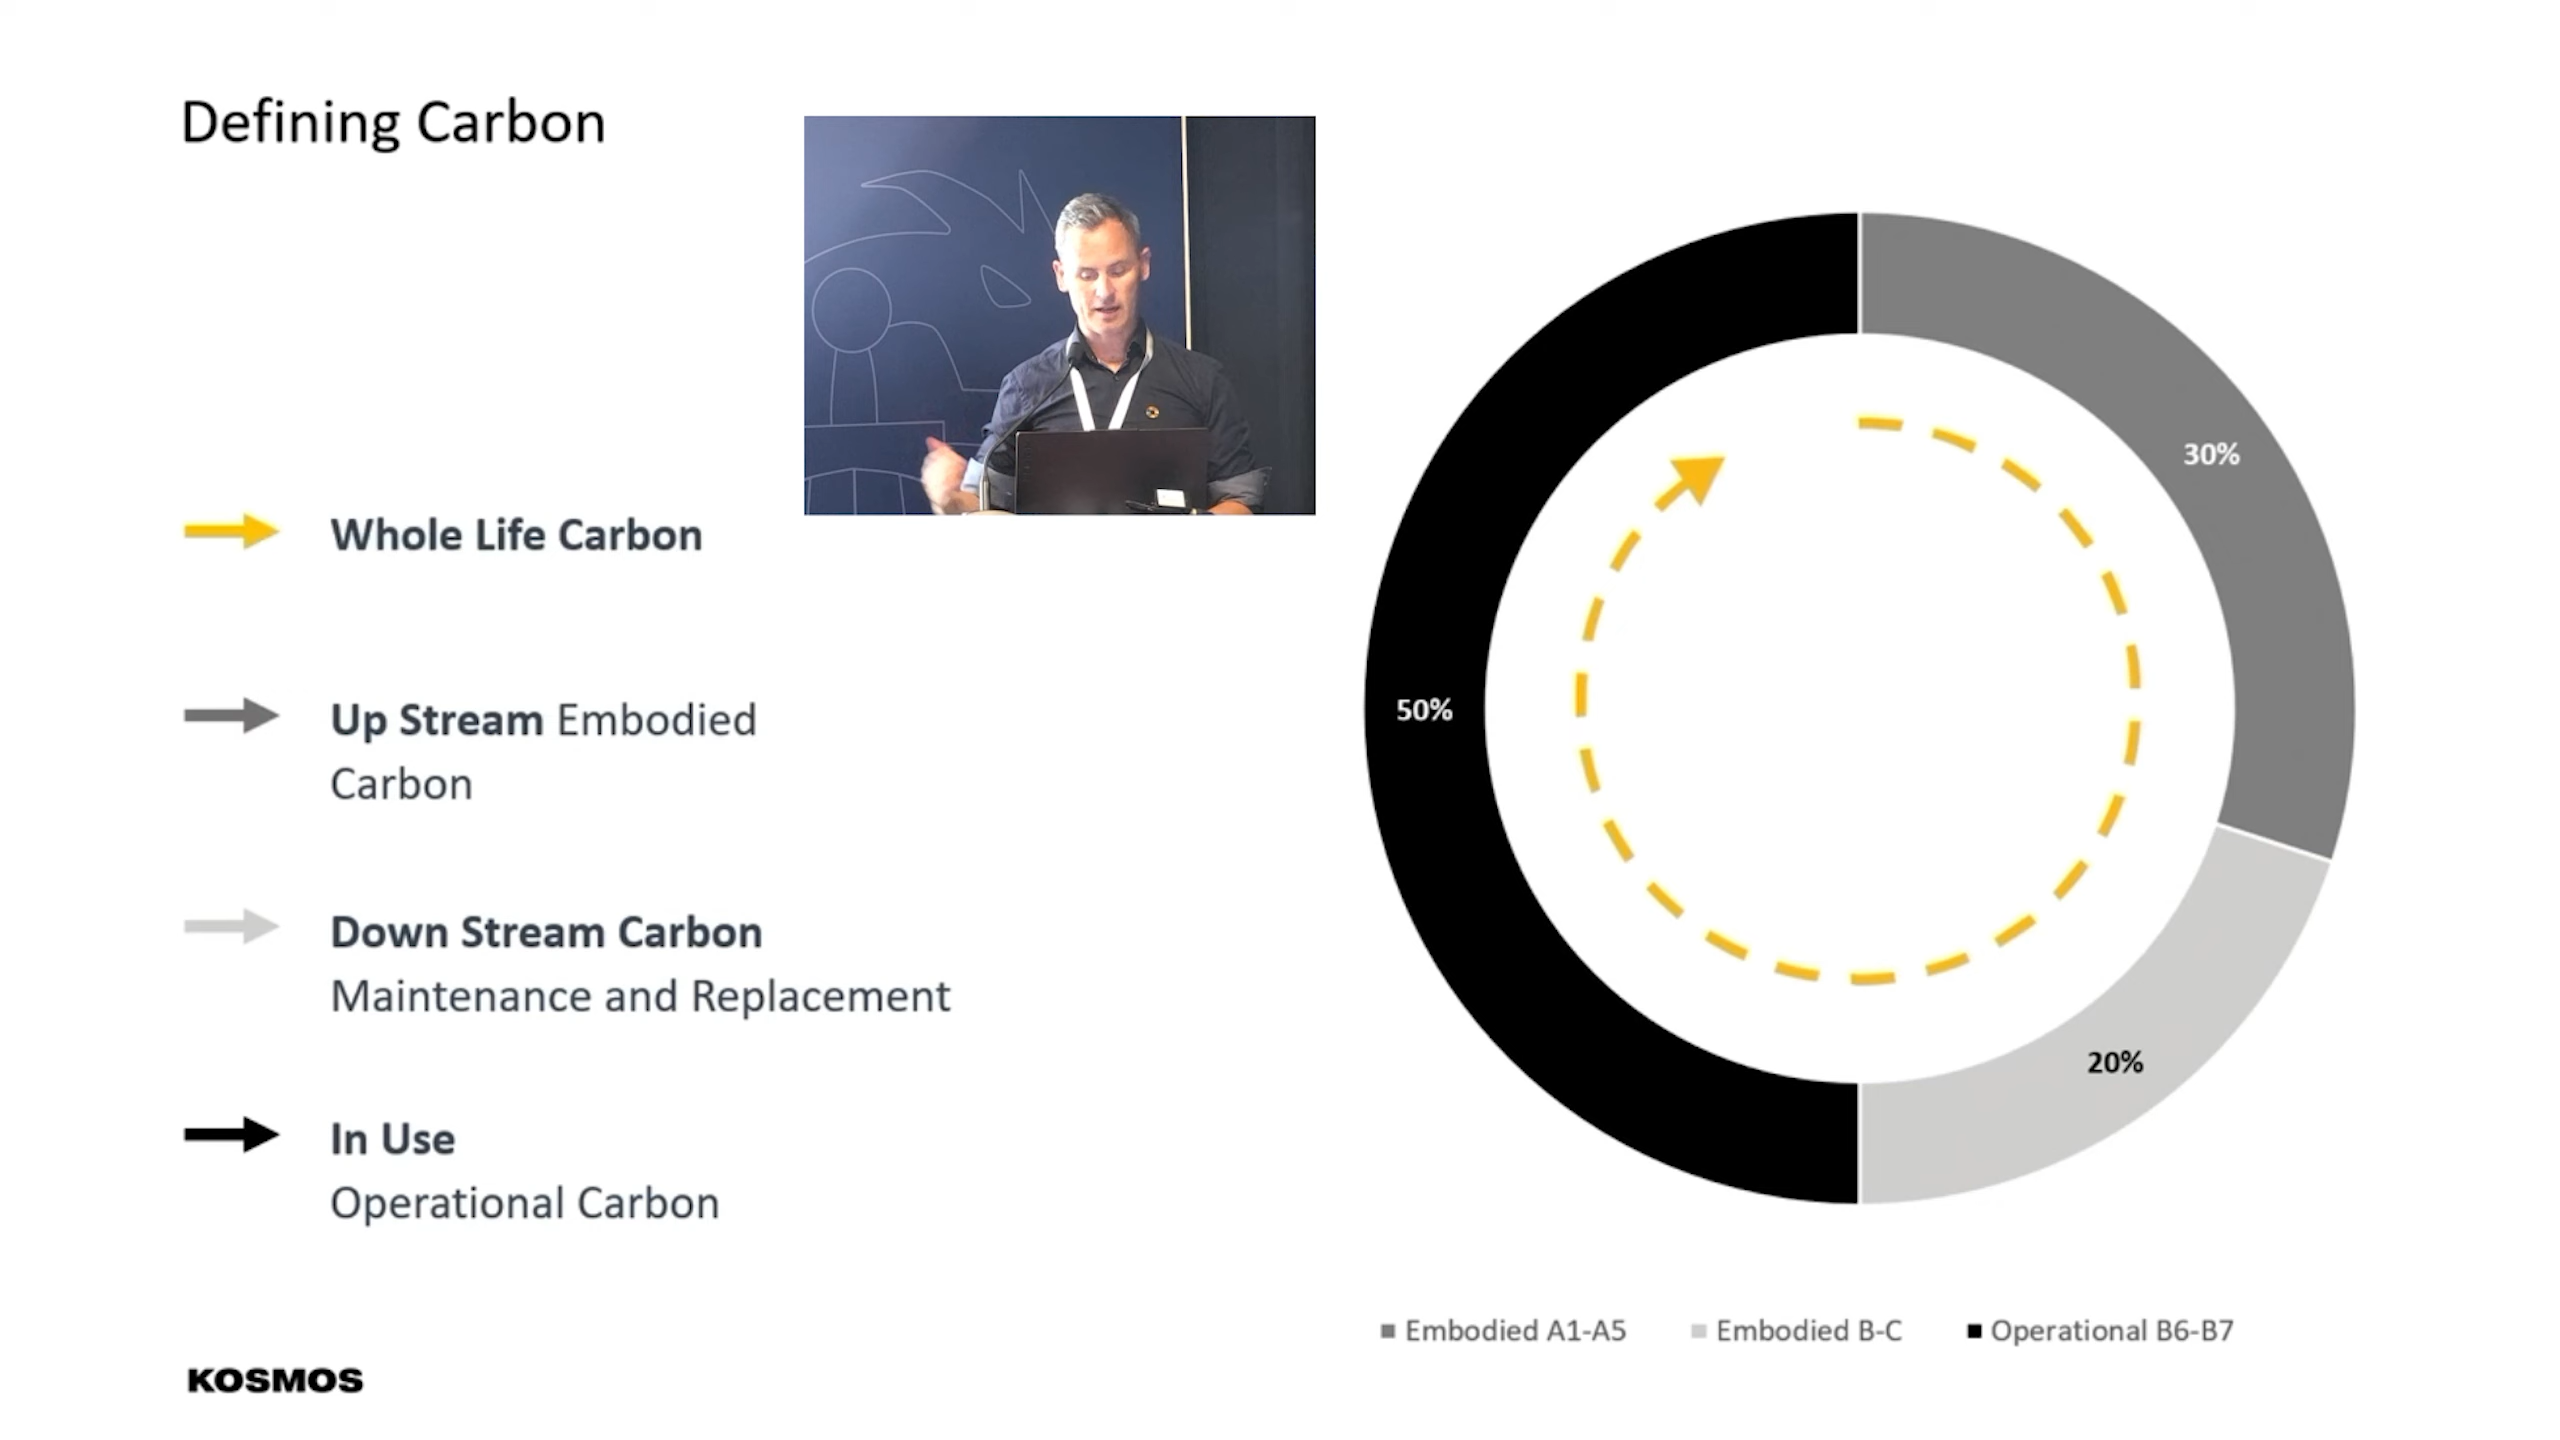 Defining Carbon
Whole Life Carbon
Up Stream Embodied
Carbon
Down Stream Carbon
Maintenance and Replacement
In Use
Operational Carbon
30%
50%
20%
Embodied A1-A5
Embodied B-C
Operational B6-B7
KOSMOS